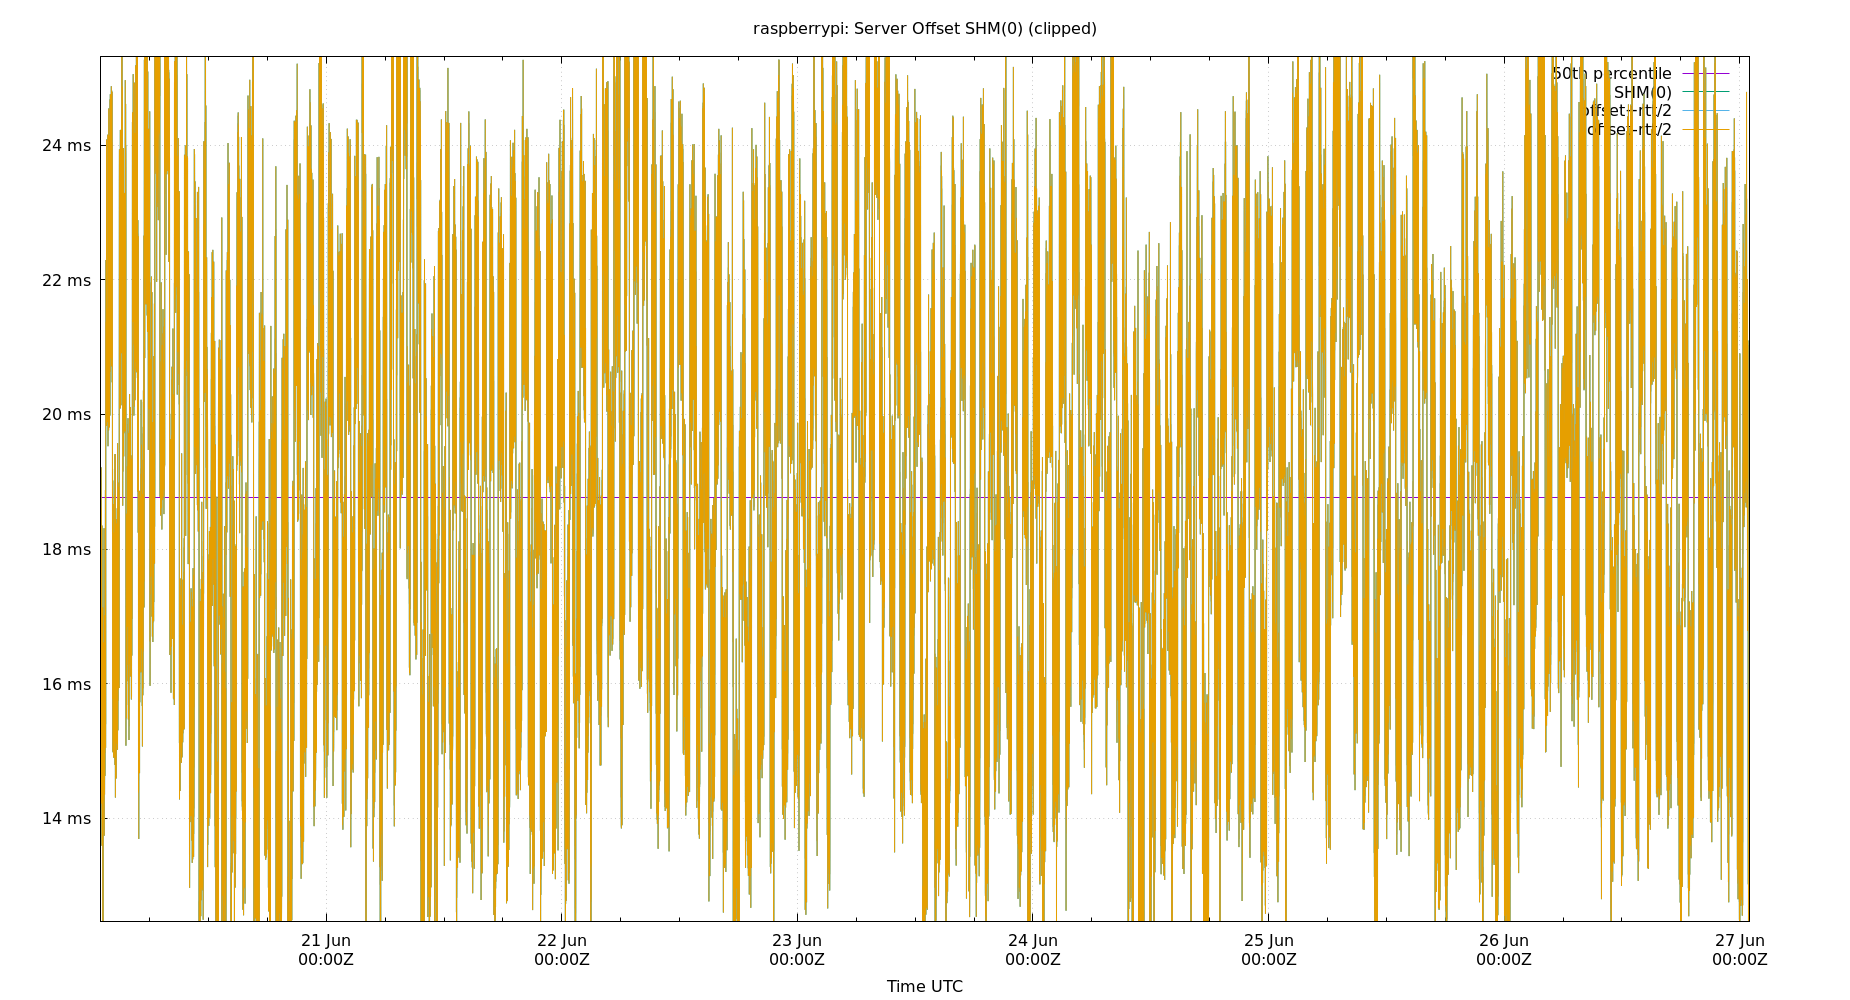 raspberrypi: Server Offset SHM(0) (clipped)
50th percentile
SHM(0)
offset+rtt/2
offset-rtt/2
24 ms
22 ms
20 ms
18 ms
16 ms
14 ms
21 Jun 22 Jun 23 Jun 24 Jun 25 Jun 26 Jun 27 Jun
00:00Z 00:00Z 00:00Z 00:00Z 00:00Z 00:00Z 00:00Z
Time UTC